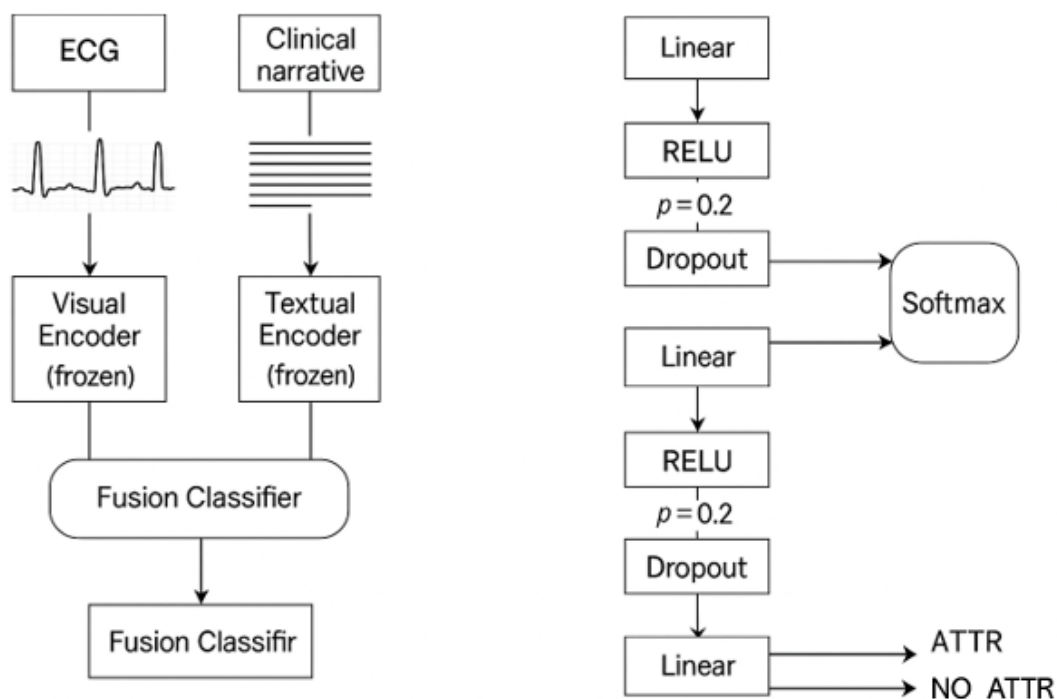 ECG
Clinical
narrative
Visual
Encoder
(frozen)
Textual
Encoder
(frozen)
Fusion Classifier
Fusion Classifir
Linear
RELU
p = 0.2
Dropout
Softmax
Linear
RELU
p = 0.2
Dropout
Linear
ATTR
NO ATTR